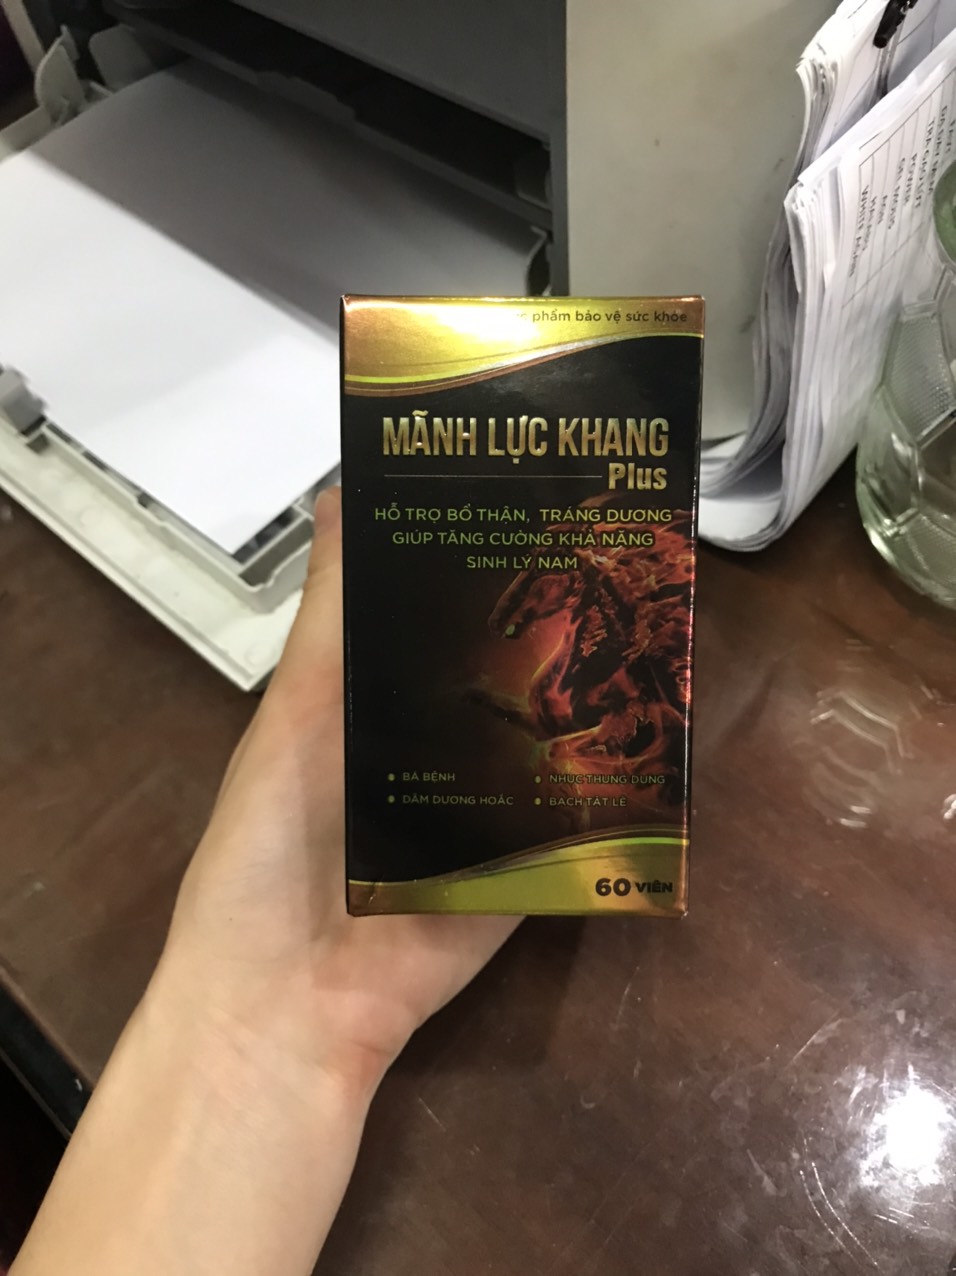 phẩm bảo vệ sức khỏe
MÃNH LỰC KHANG
Plus
HỖ TRỢ BỔ THẬN, TRÁNG DƯƠNG
GIÚP TĂNG CƯỜNG KHẢ NĂNG
SINH LÝ NAM
BÁ BỆNH
NHỤC THUNG DUNG
DÂM DƯƠNG HOẮC
BẠCH TẬT LÊ
60 VIÊN